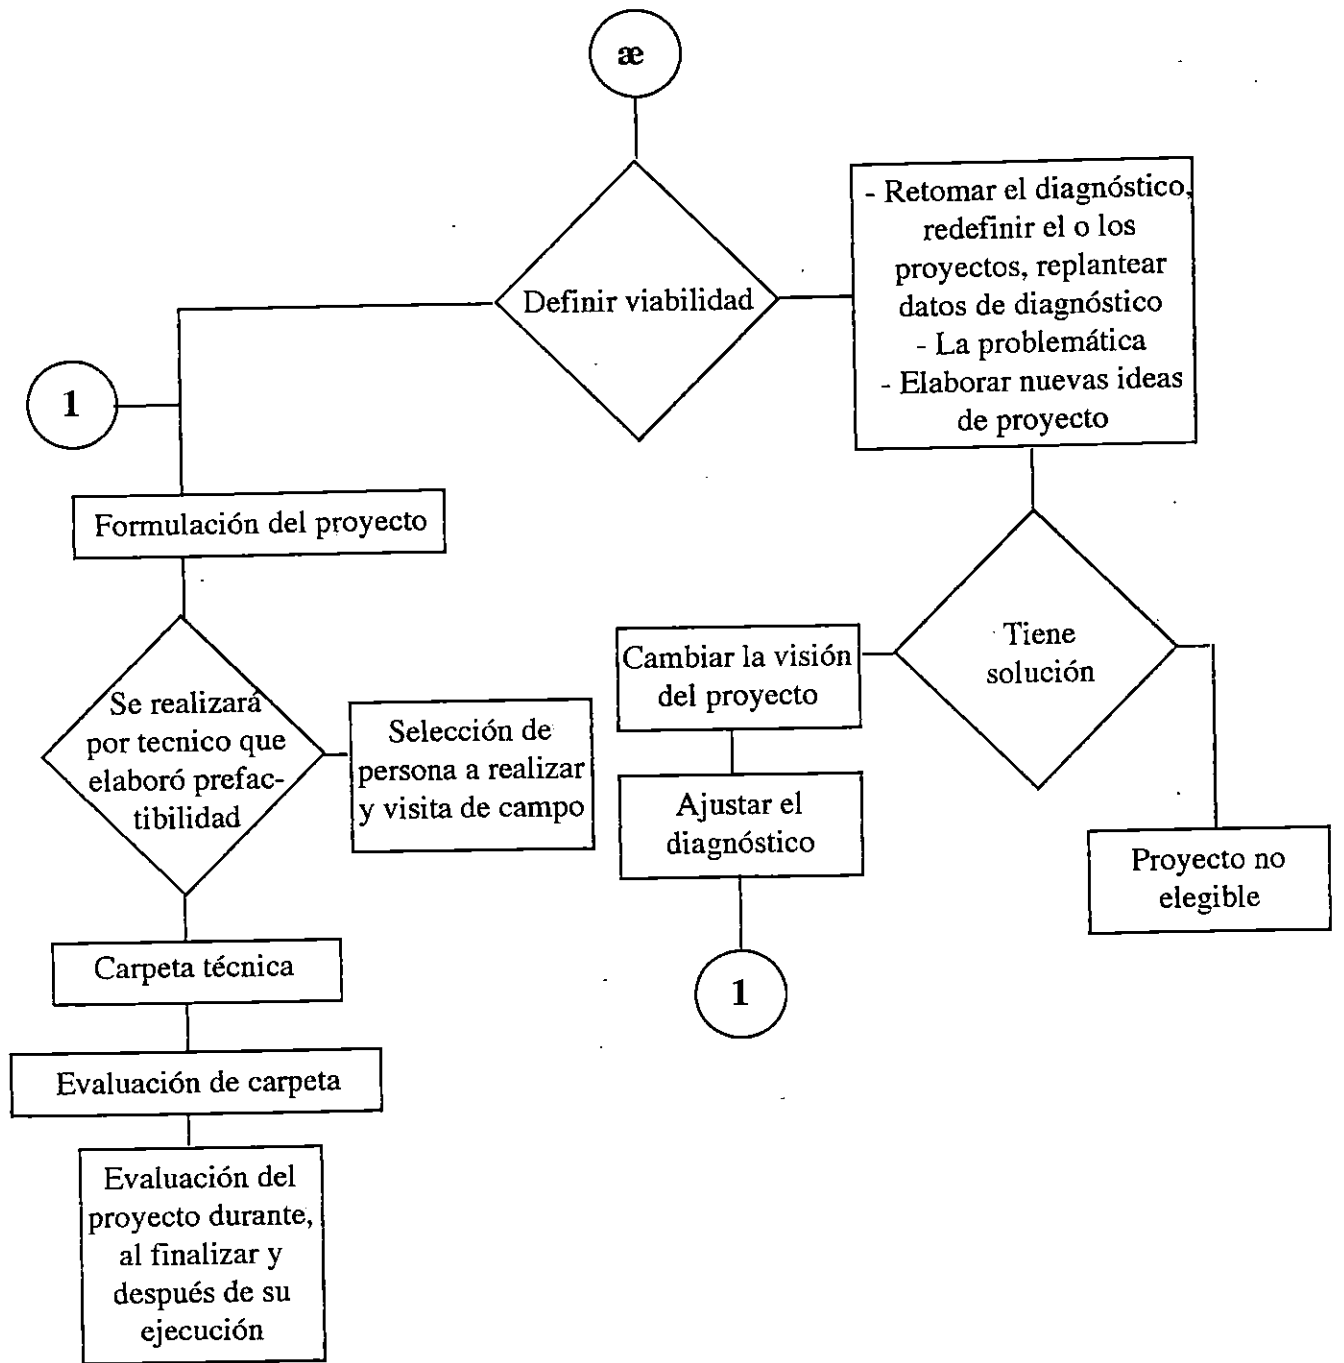 æ
Definir viabilidad
- Retomar el diagnóstico,
redefinir el o los
proyectos, replantear
datos de diagnóstico
- La problemática
- Elaborar nuevas ideas
de proyecto
1
Formulación del proyecto
Se realizará
por tecnico que
elaboró prefac-
tibilidad
Selección de
persona a realizar
y visita de campo
Carpeta técnica
Evaluación de carpeta
Evaluación del
proyecto durante,
al finalizar y
después de su
ejecución
Tiene
solución
Cambiar la visión
del proyecto
Ajustar el
diagnóstico
1
Proyecto no
elegible